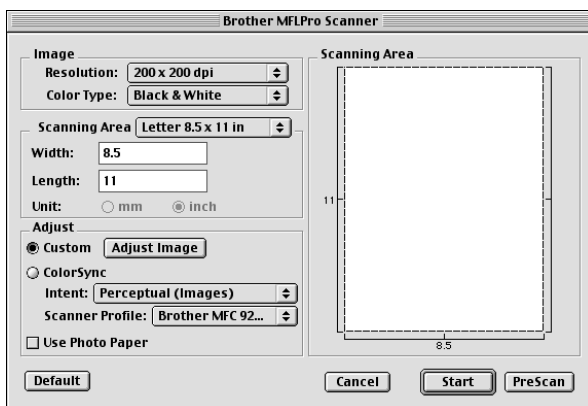 Brother MFLPro Scanner
Image
Resolution: 200 x 200 dpi
Color Type: Black & White
Scanning Area Letter 8.5 x 11 in
Width: 8.5
Length: 11
Unit: mm inch
Adjust
Custom Adjust Image
ColorSync
Intent: Perceptual (Images)
Scanner Profile: Brother MFC 92...
Use Photo Paper
Default
Scanning Area
11
8.5
Cancel Start PreScan